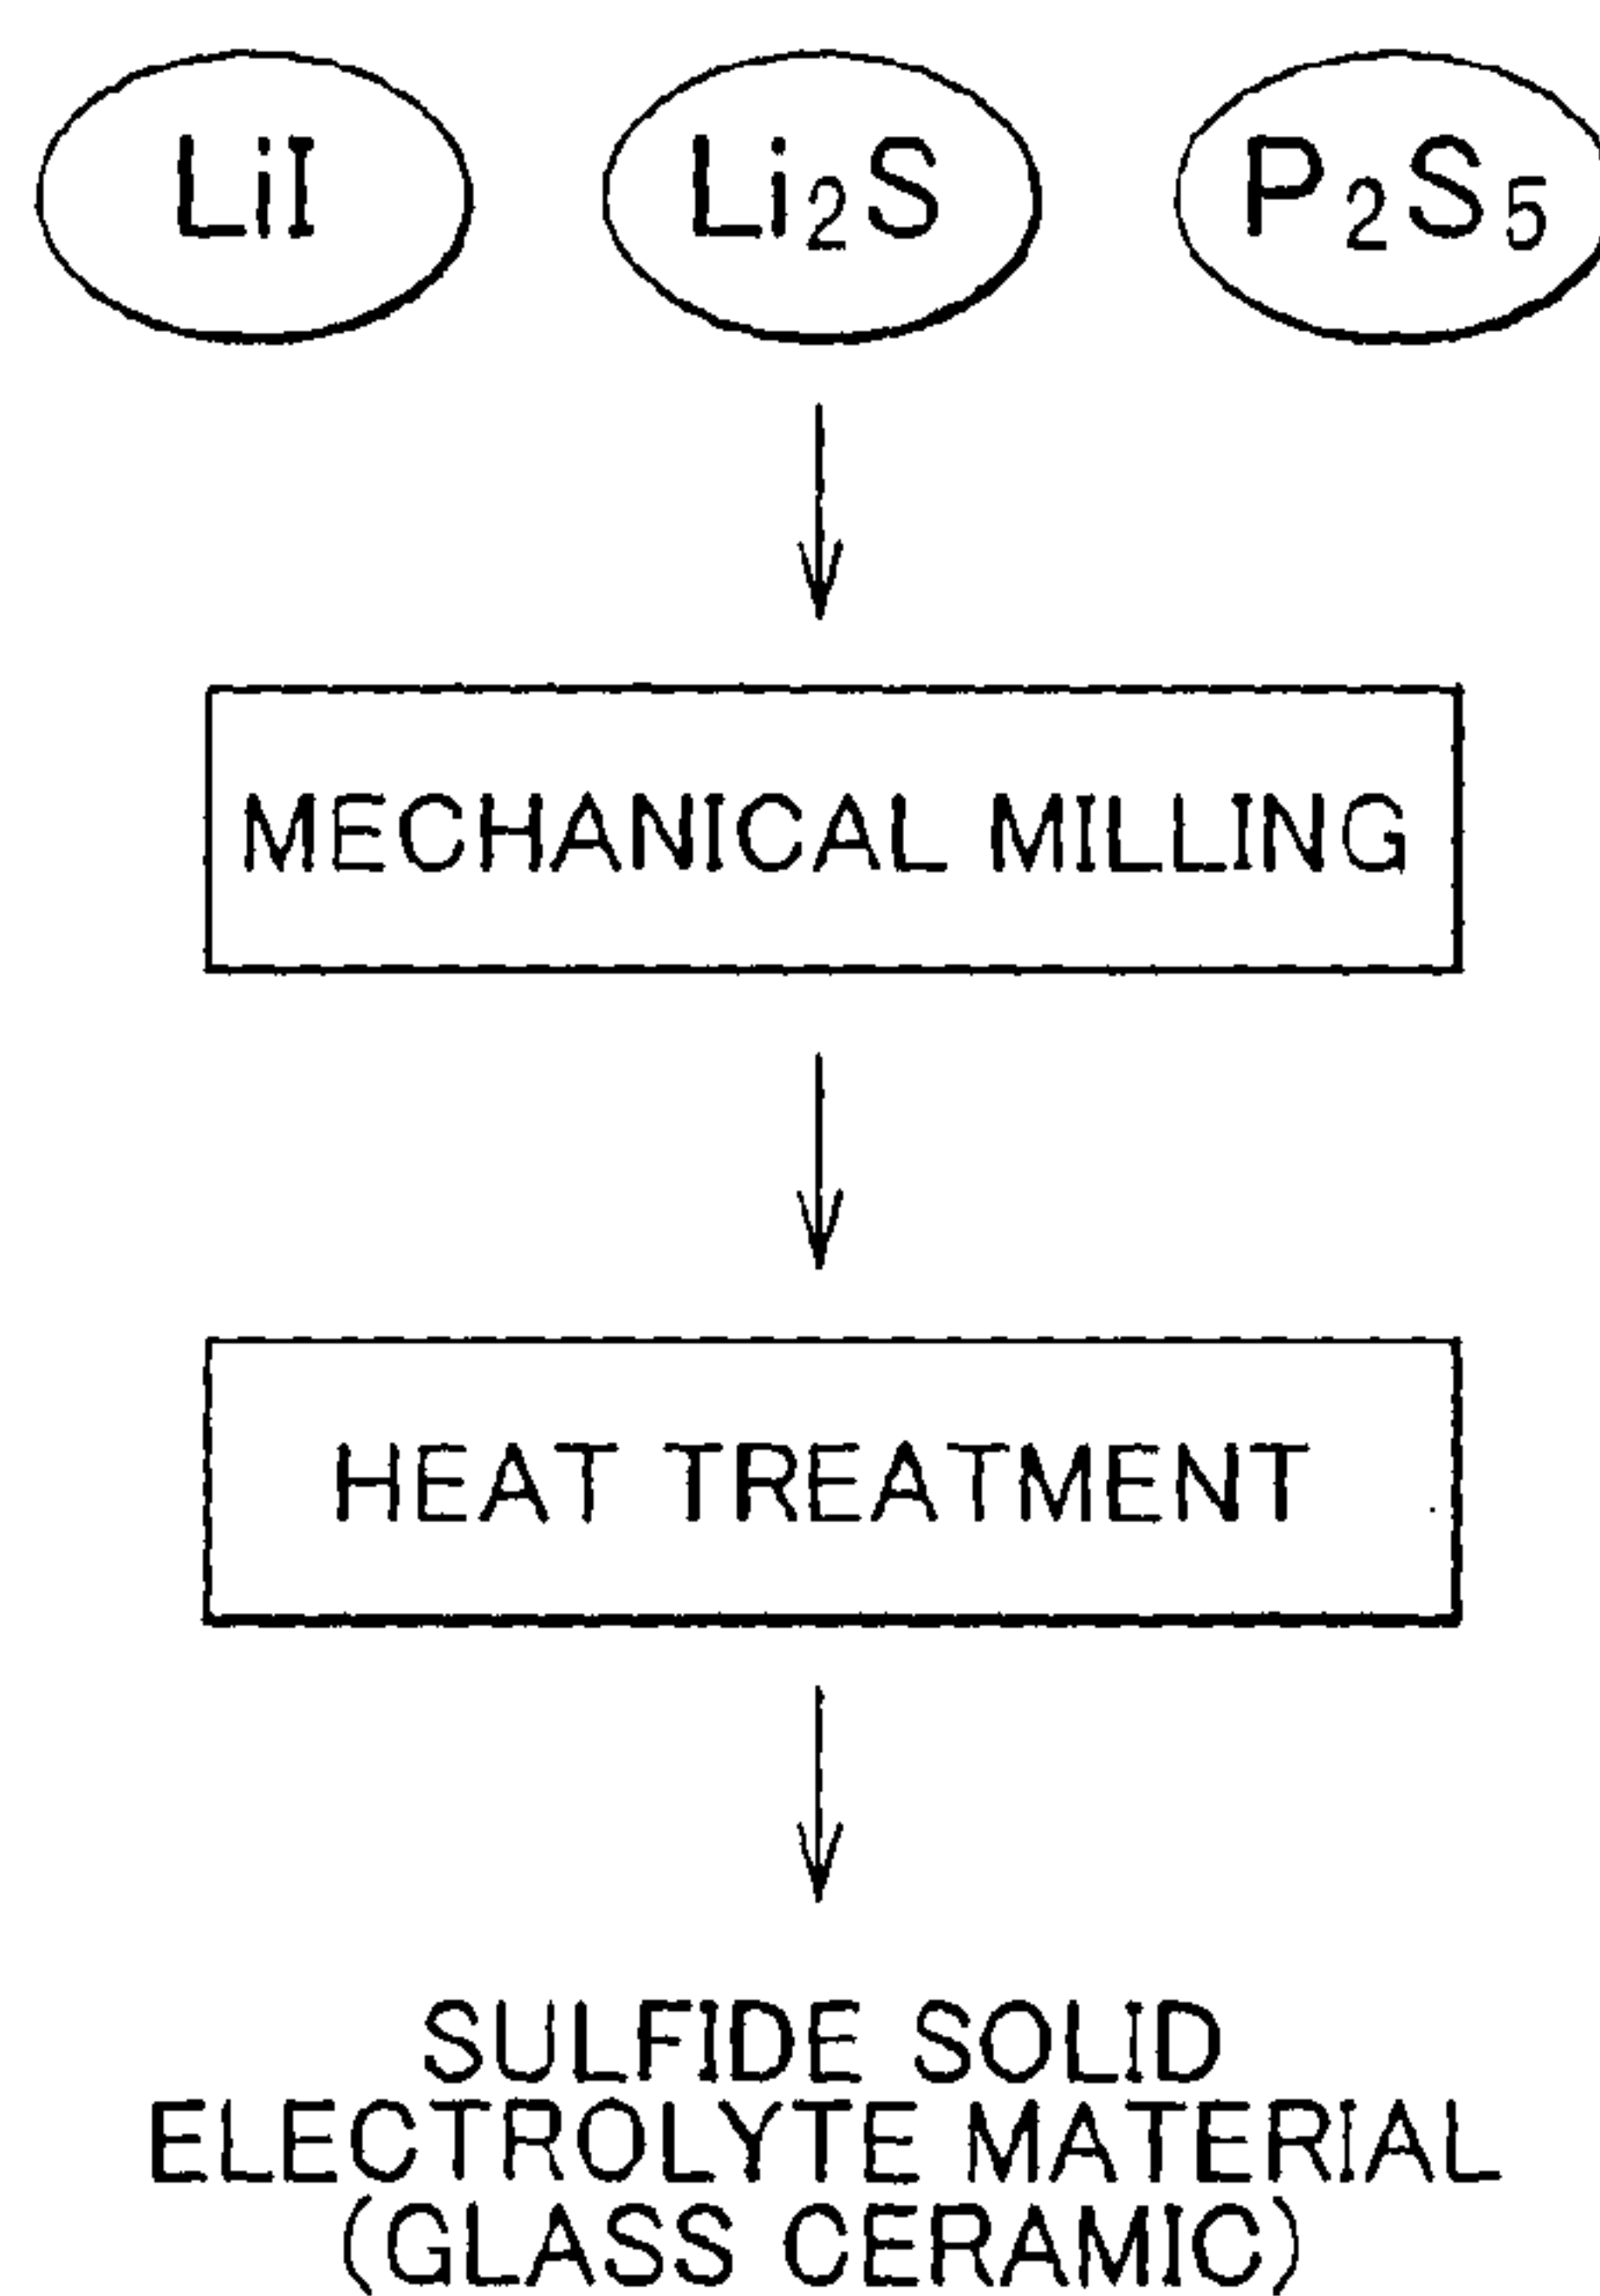 LiI Li₂S P₂S₅
MECHANICAL MILLING
HEAT TREATMENT
SULFIDE SOLID
ELECTROLYTE MATERIAL
(GLASS CERAMIC)